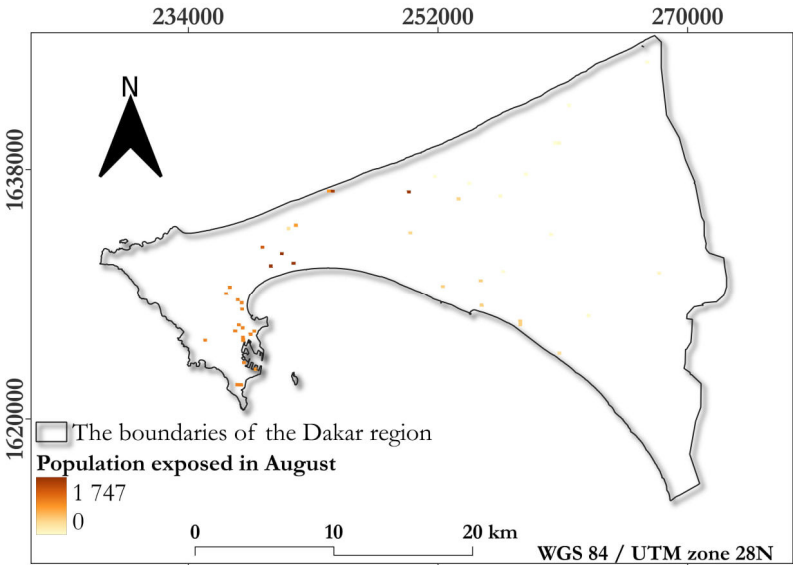 234000 252000 270000
N
1638000
1620000
The boundaries of the Dakar region
Population exposed in August
1 747
0
0 10 20 km
WGS 84 / UTM zone 28N